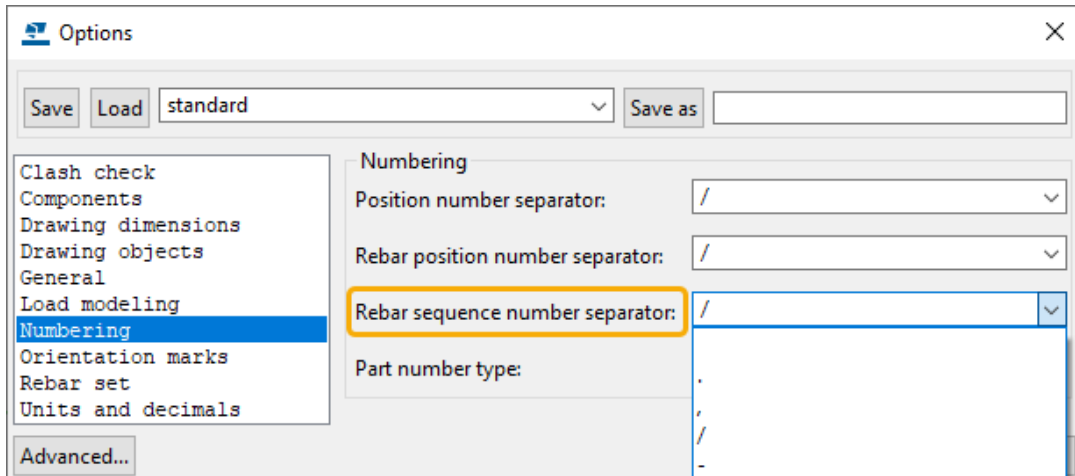 Options
Save Load standard Save as
Clash check
Components
Drawing dimensions
Drawing objects
General
Load modeling
Numbering
Orientation marks
Rebar set
Units and decimals
Advanced...
Numbering
Position number separator: /
Rebar position number separator: /
Rebar sequence number separator: /
Part number type:
.
,
/
-